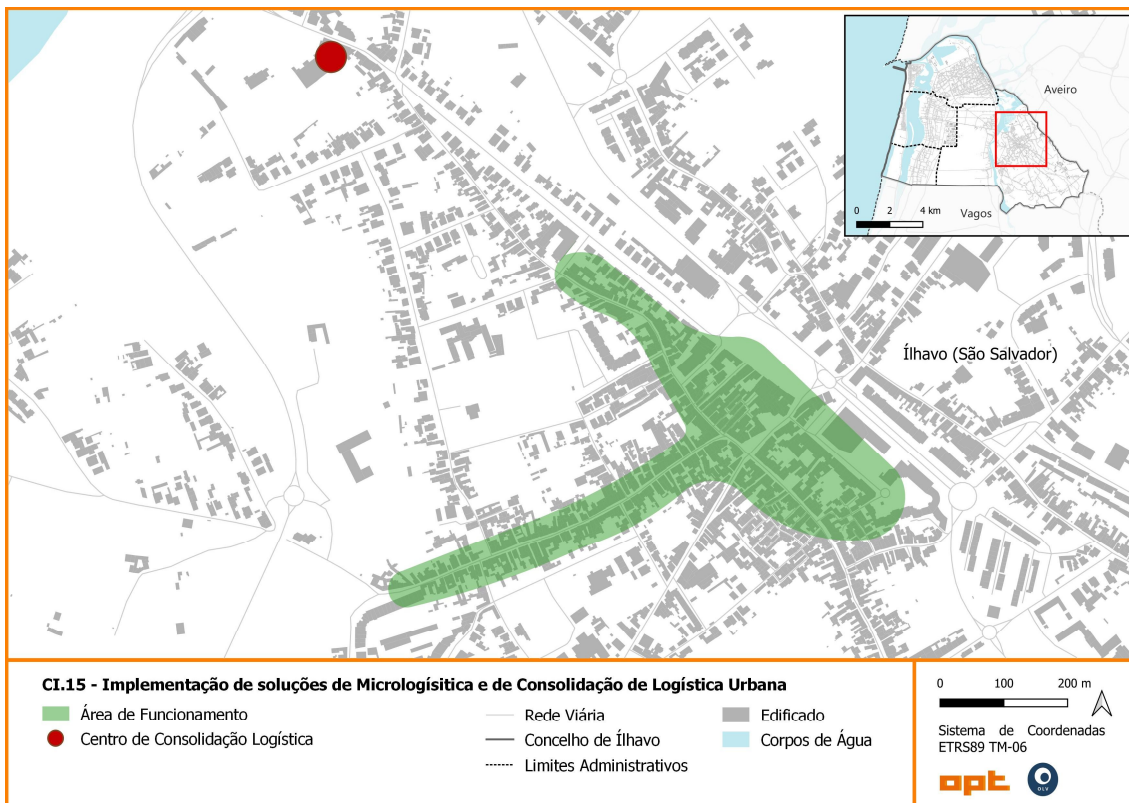 Aveiro
0 2 4 km
Vagos
Ílhavo (São Salvador)
CI.15 - Implementação de soluções de Micrologísitica e de Consolidação de Logística Urbana
Área de Funcionamento
Centro de Consolidação Logística
Rede Viária
Concelho de Ílhavo
Limites Administrativos
Edificado
Corpos de Água
0 100 200 m
Sistema de Coordenadas
ETRS89 TM-06
opt
OLV